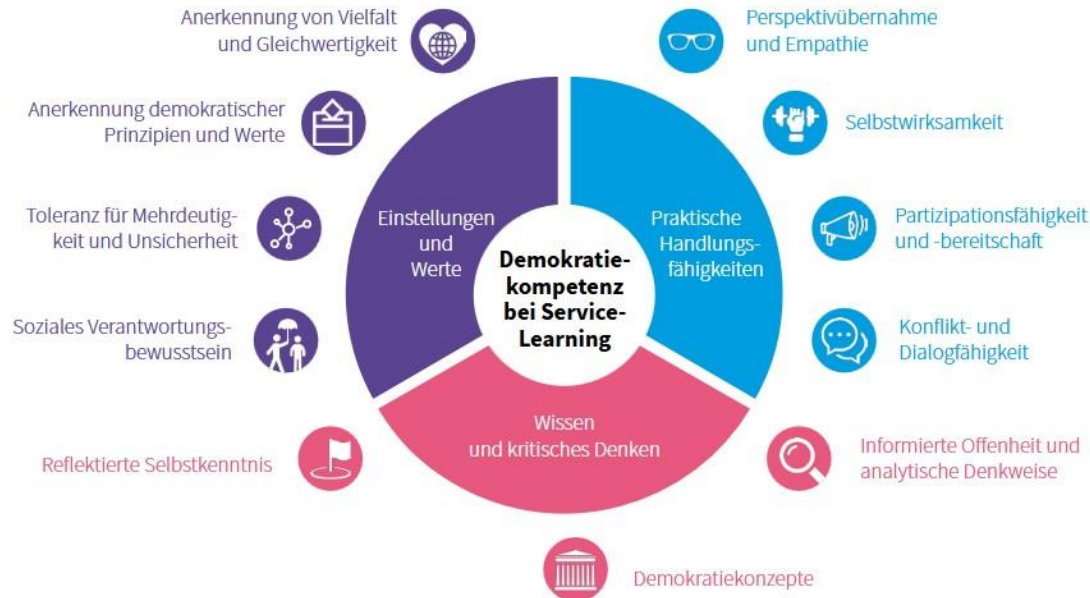 Anerkennung von Vielfalt
und Gleichwertigkeit
Anerkennung demokratischer
Prinzipien und Werte
Toleranz für Mehrdeutig-
keit und Unsicherheit
Soziales Verantwortungs-
bewusstsein
Reflektierte Selbstkenntnis
Perspektivübernahme
und Empathie
Selbstwirksamkeit
Partizipationsfähigkeit
und -bereitschaft
Konflikt- und
Dialogfähigkeit
Informierte Offenheit und
analytische Denkweise
Demokratiekonzepte
Einstellungen
und
Werte
Praktische
Handlungs-
fähigkeiten
Wissen
und kritisches Denken
Demokratie-
kompetenz
bei Service-
Learning